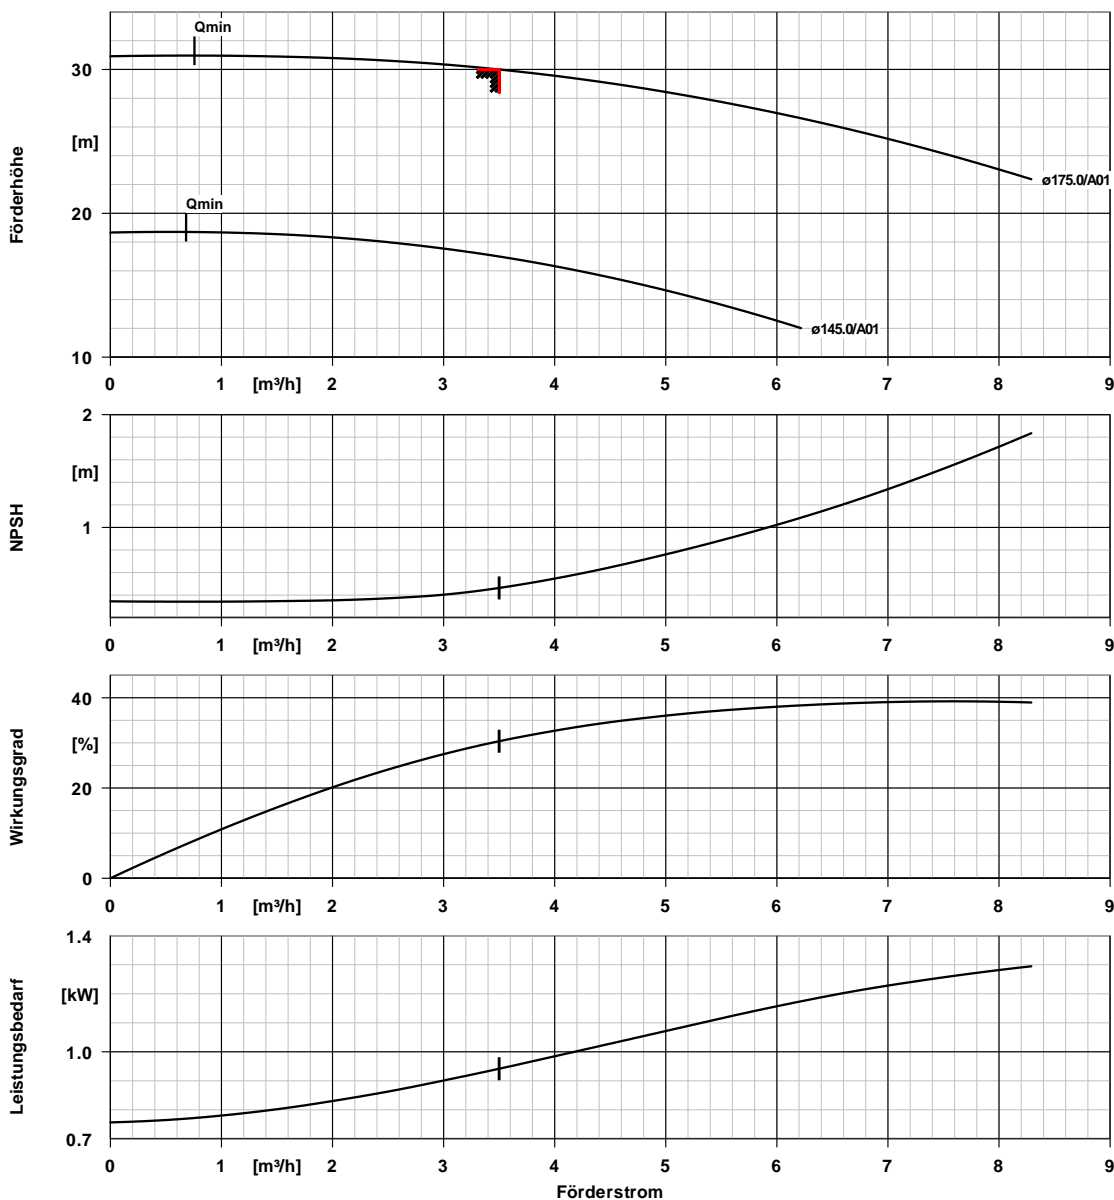 Qmin
30
[m]
Förderhöhe
ø175.0/A01
Qmin
20
ø145.0/A01
10
0 1 [m³/h] 2 3 4 5 6 7 8 9
2
[m]
NPSH
1
0 1 [m³/h] 2 3 4 5 6 7 8 9
40
[%]
Wirkungsgrad
20
0
0 1 [m³/h] 2 3 4 5 6 7 8 9
1.4
[kW]
Leistungsbedarf
1.0
0.7
0 1 [m³/h] 2 3 4 5 6 7 8 9
Förderstrom